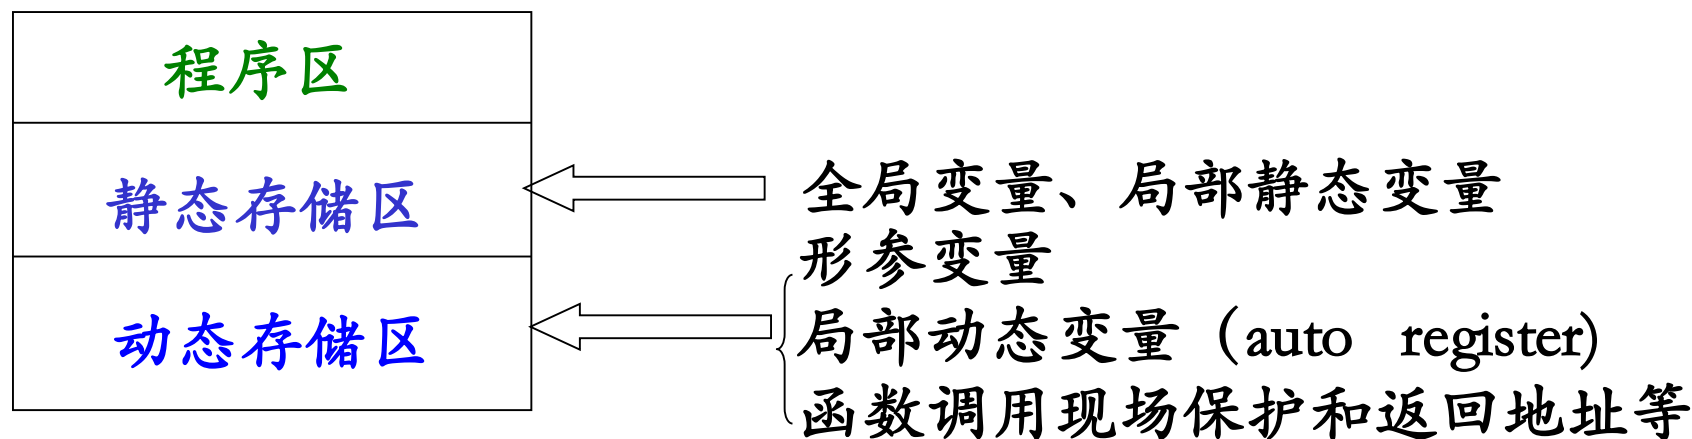 程序区
静态存储区
全局变量、局部静态变量
形参变量
动态存储区
局部动态变量（auto register)
函数调用现场保护和返回地址等